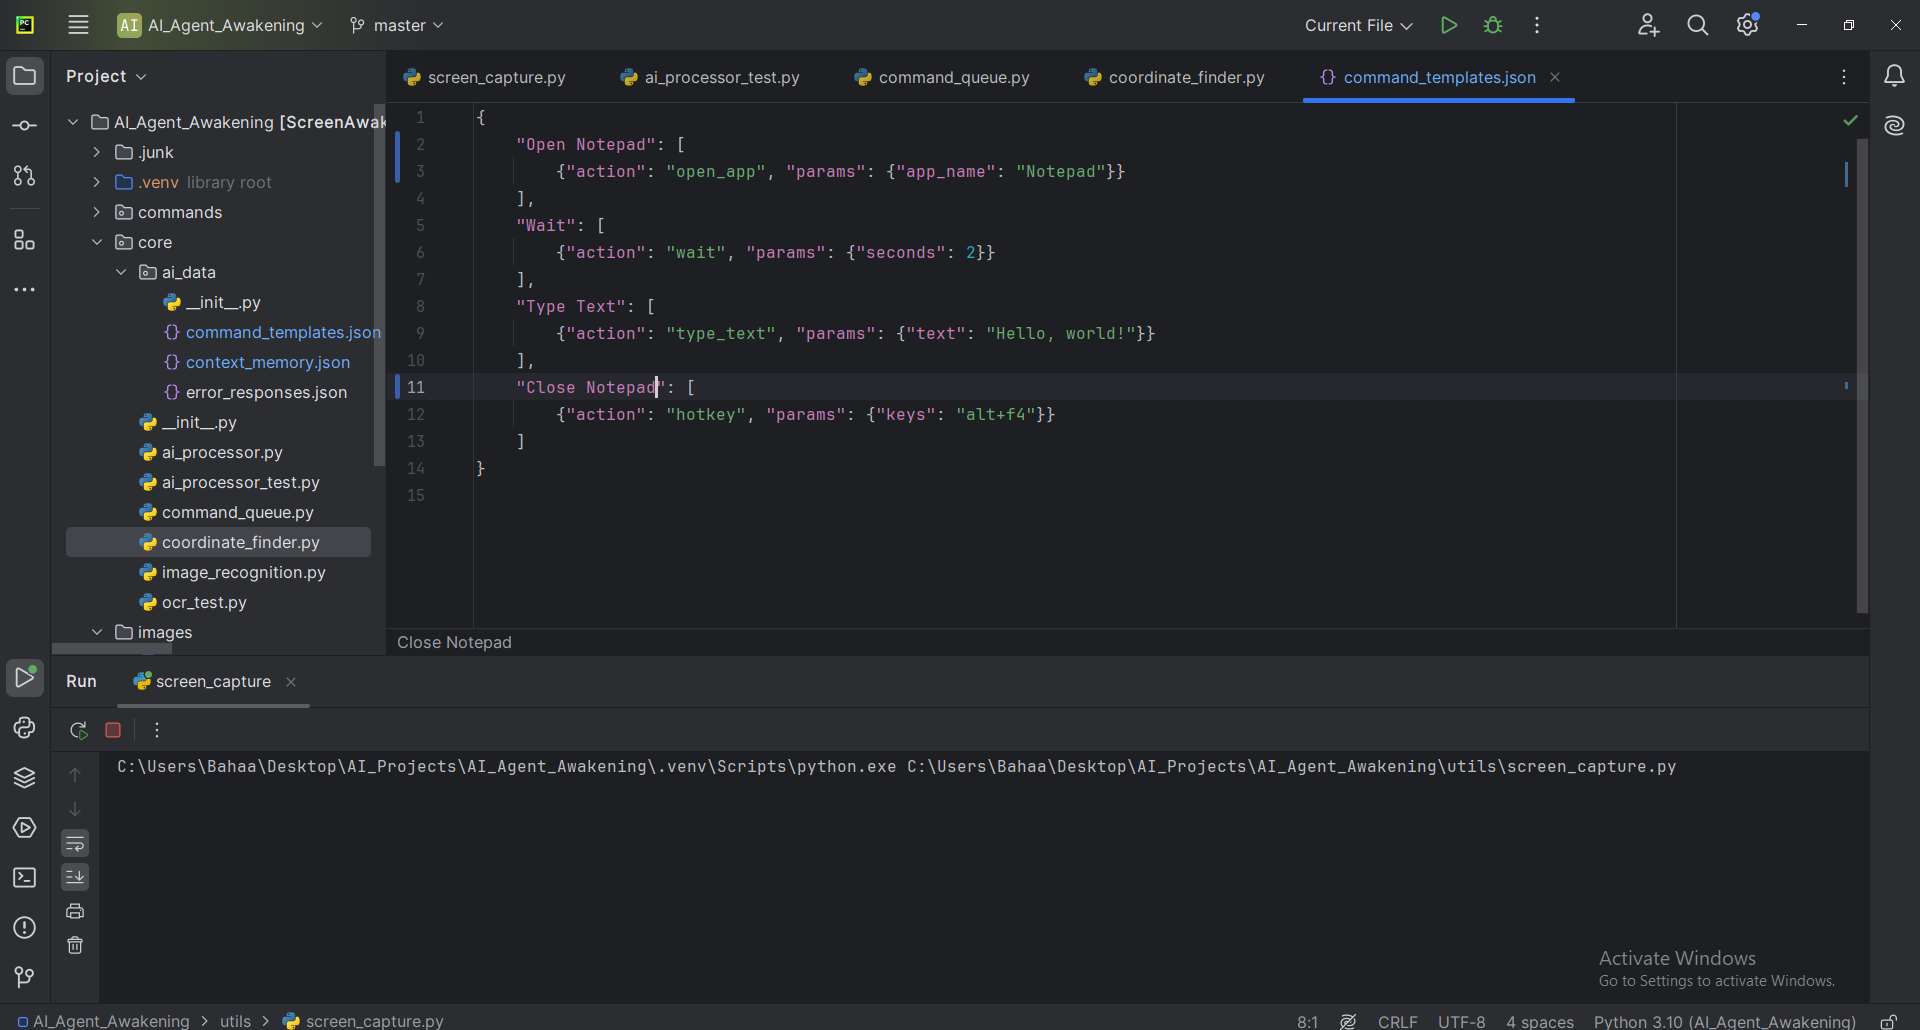 AI AI_Agent_Awakening master Current File
Project
screen_capture.py ai_processor_test.py command_queue.py coordinate_finder.py {} command_templates.json
AI_Agent_Awakening [ScreenAwak
.junk
.venv library root
commands
core
ai_data
__init__.py
{} command_templates.json
{} context_memory.json
{} error_responses.json
__init__.py
ai_processor.py
ai_processor_test.py
command_queue.py
coordinate_finder.py
image_recognition.py
ocr_test.py
images
1 {
2 "Open Notepad": [
3 {"action": "open_app", "params": {"app_name": "Notepad"}}
4 ],
5 "Wait": [
6 {"action": "wait", "params": {"seconds": 2}}
7 ],
8 "Type Text": [
9 {"action": "type_text", "params": {"text": "Hello, world!"}}
10 ],
11 "Close Notepad": [
12 {"action": "hotkey", "params": {"keys": "alt+f4"}}
13 ]
14 }
15
Close Notepad
Run screen_capture
C:\Users\Bahaa\Desktop\AI_Projects\AI_Agent_Awakening\.venv\Scripts\python.exe C:\Users\Bahaa\Desktop\AI_Projects\AI_Agent_Awakening\utils\screen_capture.py
Activate Windows
Go to Settings to activate Windows.
AI_Agent_Awakening > utils > screen_capture.py 8:1 CRLF UTF-8 4 spaces Python 3.10 (AI_Agent_Awakening)